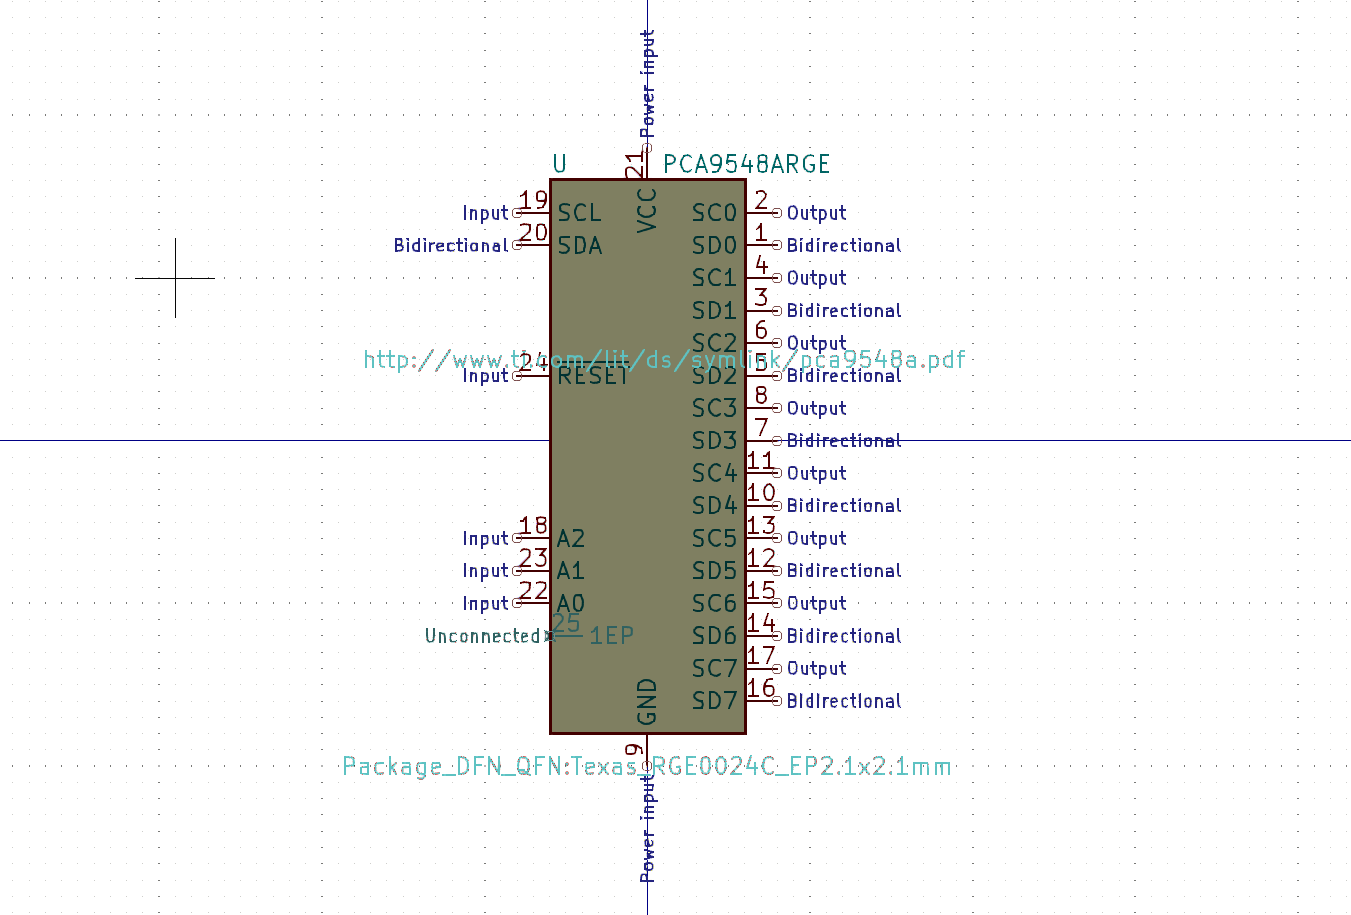 Power input
21
U PCA9548ARGE
VCC
Input 19 SCL SC0 2 Output
Bidirectional 20 SDA SD0 1 Bidirectional
SC1 4 Output
SD1 3 Bidirectional
SC2 6 Output
http://www.ti.com/lit/ds/symlink/pca9548a.pdf
Input 24 RESET SD2 5 Bidirectional
SC3 8 Output
SD3 7 Bidirectional
SC4 11 Output
SD4 10 Bidirectional
Input 18 A2 SC5 13 Output
Input 23 A1 SD5 12 Bidirectional
Input 22 A0 SC6 15 Output
Unconnected 25 1EP SD6 14 Bidirectional
SC7 17 Output
GND SD7 16 Bidirectional
9
Package_DFN_QFN:Texas_RGE0024C_EP2.1x2.1mm
Power input